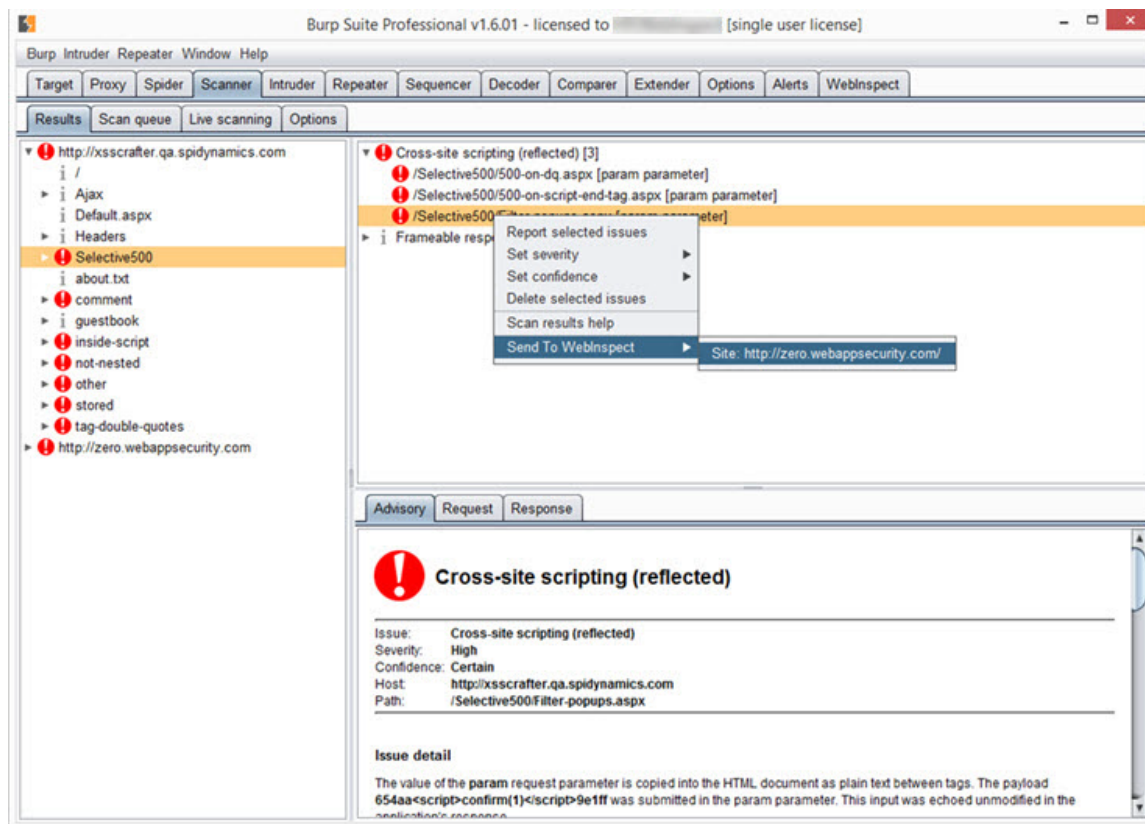 Burp Suite Professional v1.6.01 - licensed to [single user license]
Burp Intruder Repeater Window Help
Target Proxy Spider Scanner Intruder Repeater Sequencer Decoder Comparer Extender Options Alerts WebInspect
Results Scan queue Live scanning Options
http://xsscrafter.qa.spidynamics.com
/
Ajax
Default.aspx
Headers
Selective500
about.txt
comment
guestbook
inside-script
not-nested
other
stored
tag-double-quotes
http://zero.webappsecurity.com
Cross-site scripting (reflected) [3]
/Selective500/500-on-dq.aspx [param parameter]
/Selective500/500-on-script-end-tag.aspx [param parameter]
/Selective500/Filter-popups.aspx [param parameter]
Frameable resp
Report selected issues
Set severity
Set confidence
Delete selected issues
Scan results help
Send To WebInspect
Site: http://zero.webappsecurity.com/
Advisory Request Response
Cross-site scripting (reflected)
Issue: Cross-site scripting (reflected)
Severity: High
Confidence: Certain
Host: http://xsscrafter.qa.spidynamics.com
Path: /Selective500/Filter-popups.aspx
Issue detail
The value of the param request parameter is copied into the HTML document as plain text between tags. The payload
654aa<script>confirm(1)</script>9e1ff was submitted in the param parameter. This input was echoed unmodified in the
application's response.